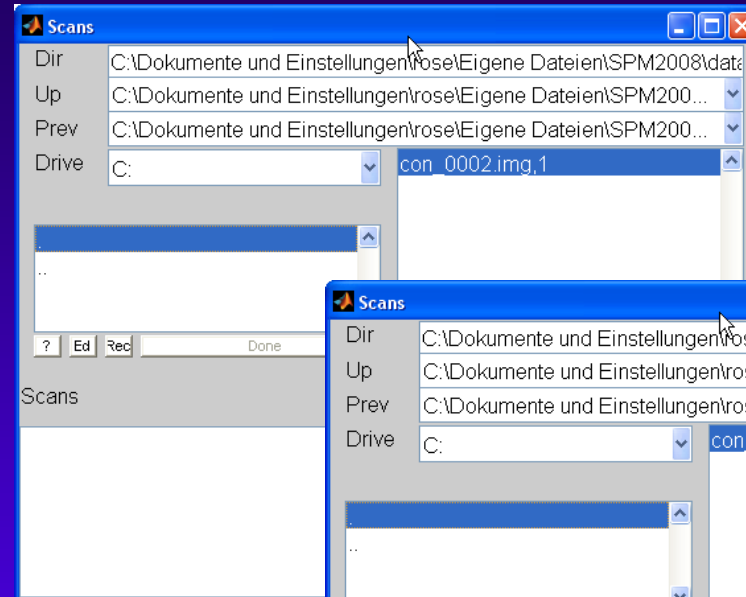 Scans
Dir C:\Dokumente und Einstellungen\rose\Eigene Dateien\SPM2008\data
Up C:\Dokumente und Einstellungen\rose\Eigene Dateien\SPM200...
Prev C:\Dokumente und Einstellungen\rose\Eigene Dateien\SPM200...
Drive C: con_0002.img,1
.
..
? Ed Rec Done
Scans
Scans
Dir C:\Dokumente und Einstellungen\ros
Up C:\Dokumente und Einstellungen\ros
Prev C:\Dokumente und Einstellungen\ros
Drive C: con
.
..